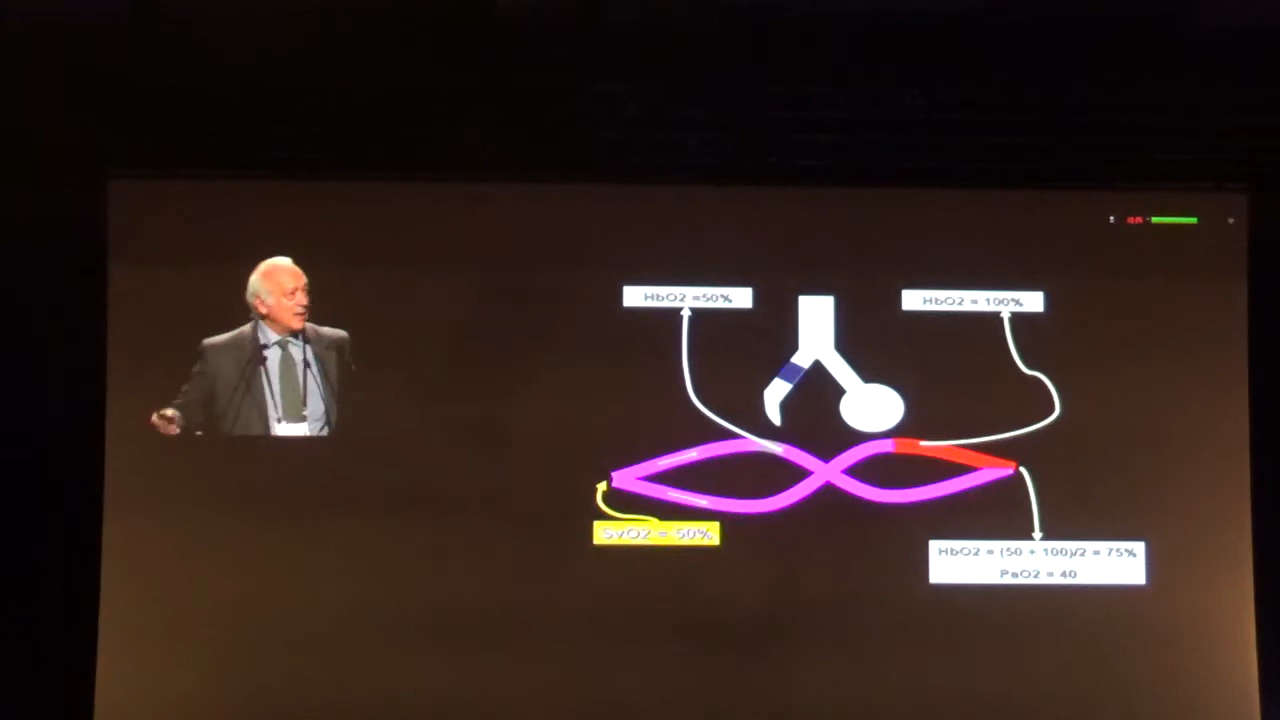 HbO2 =50%
HbO2 = 100%
SvO2 = 50%
HbO2 = (50 + 100)/2 = 75%
PaO2 = 40